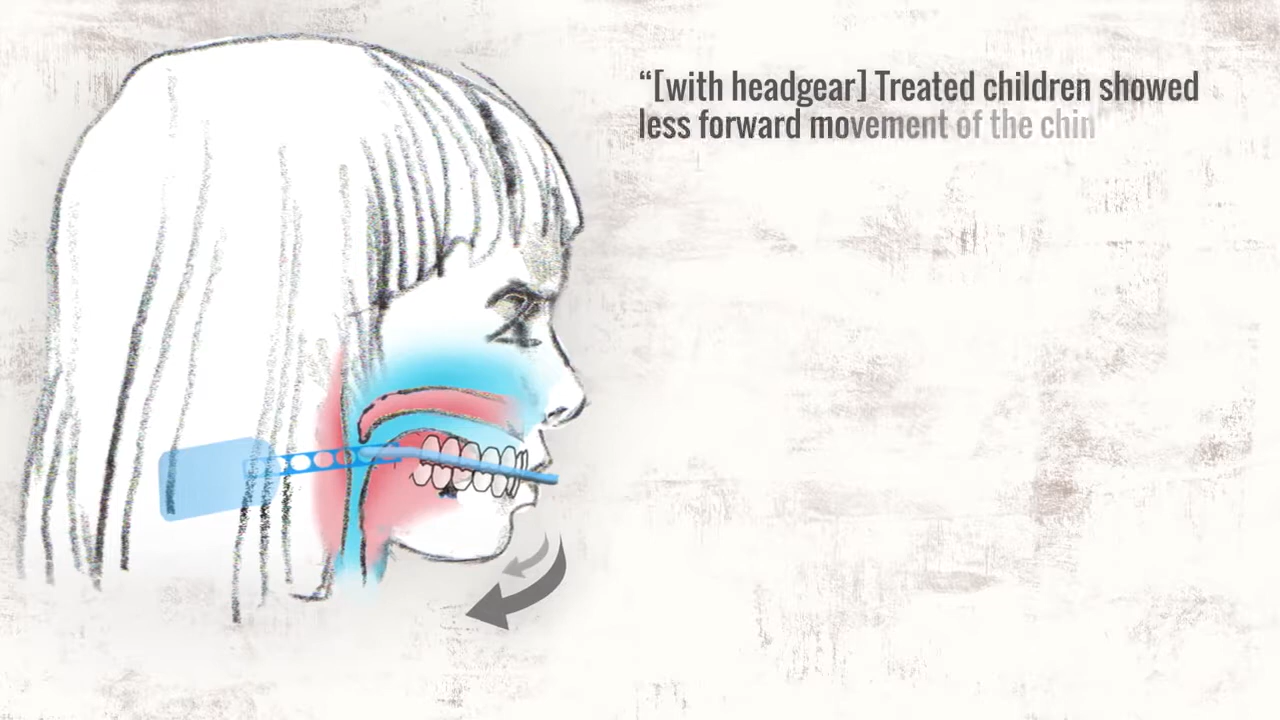 “[with headgear] Treated children showed
less forward movement of the chin